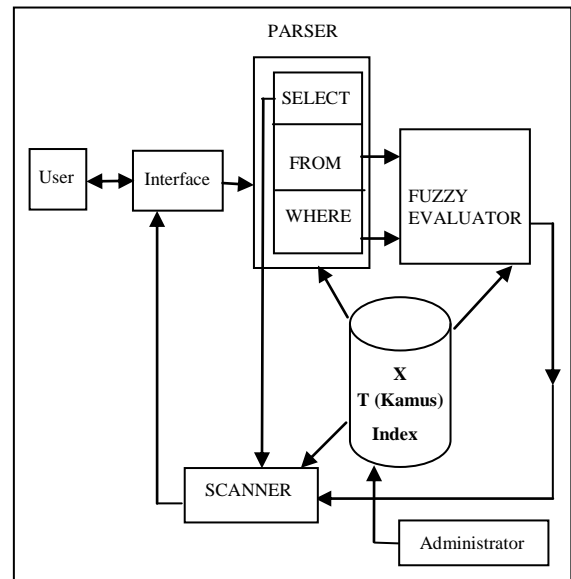 PARSER
SELECT
User
Interface
FROM
WHERE
FUZZY
EVALUATOR
X
T (Kamus)
Index
SCANNER
Administrator